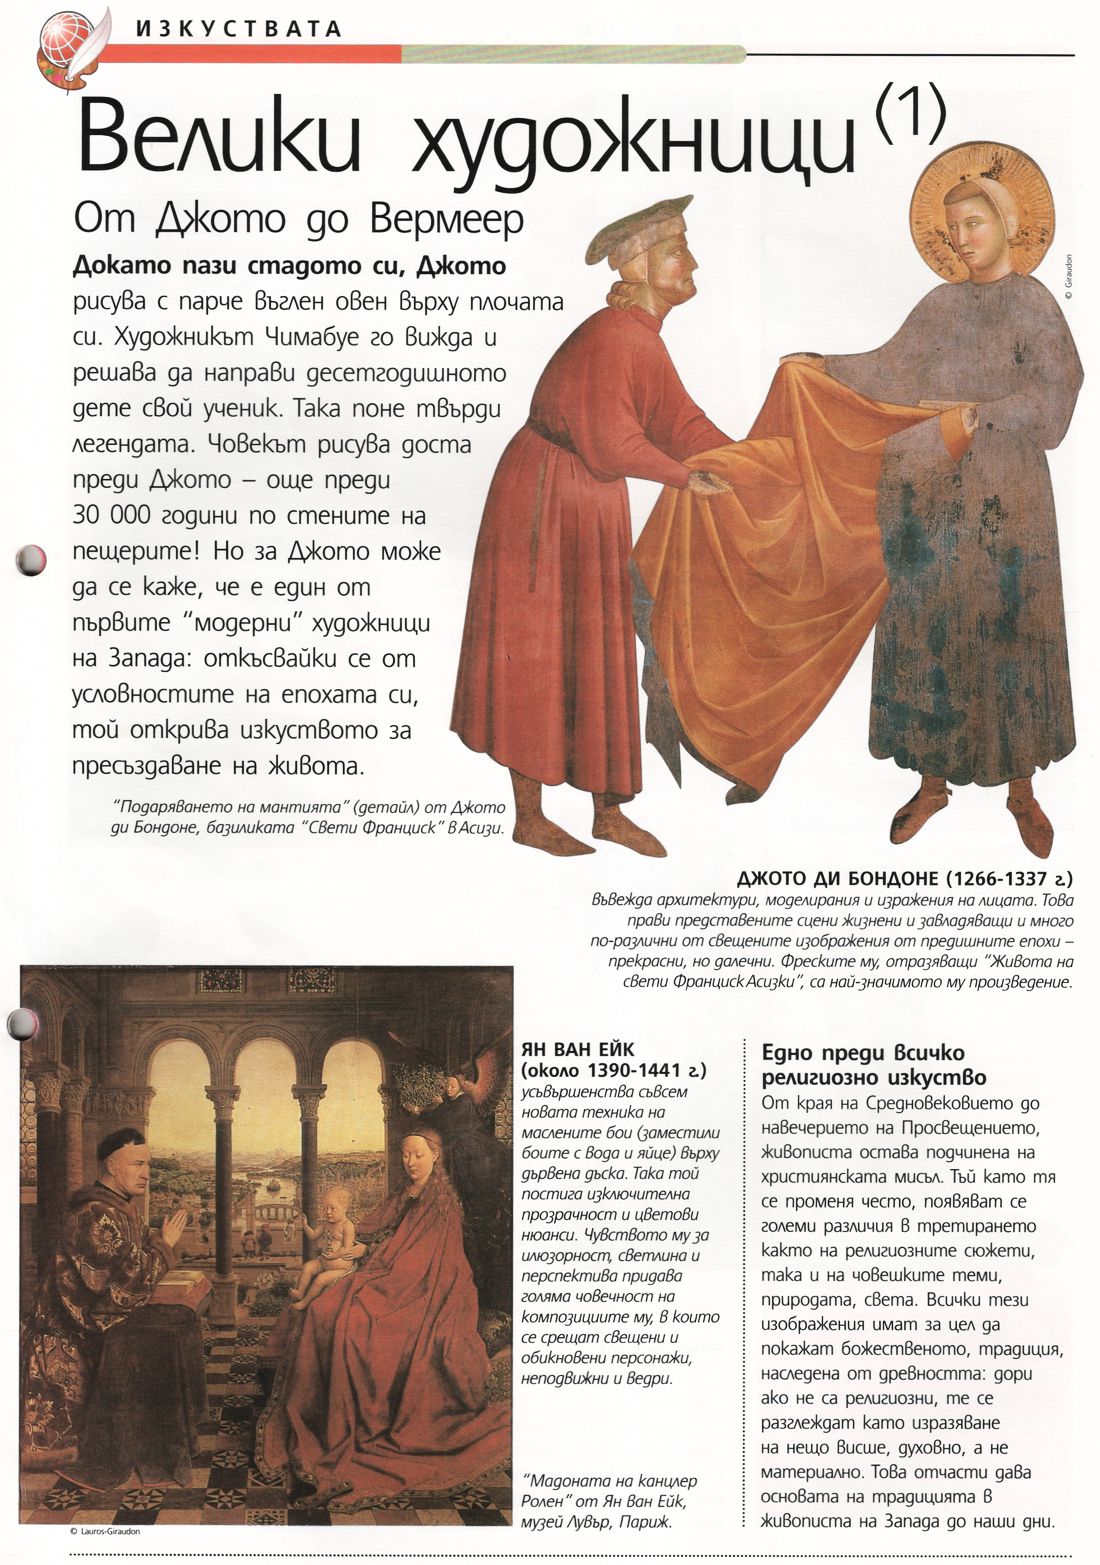 ИЗКУСТВАТА
Велики художници (1)
От Джото до Вермеер
Докато пази стадото си, Джото
рисува с парче въглен овен върху плочата
си. Художникът Чимабуе го вижда и
решава да направи десетгодишното
дете свой ученик. Така поне твърди
легендата. Човекът рисува доста
преди Джото – още преди
30 000 години по стените на
пещерите! Но за Джото може
да се каже, че е един от
първите “модерни” художници
на Запада: откъсвайки се от
условностите на епохата си,
той открива изкуството за
пресъздаване на живота.
© Giraudon
“Подаряването на мантията” (детайл) от Джото
ди Бондоне, базиликата “Свети Франциск” в Асизи.
ДЖОТО ДИ БОНДОНЕ (1266-1337 г.)
въвежда архитектури, моделирания и изражения на лицата. Това
прави представените сцени жизнени и завладяващи и много
по-различни от свещените изображения от предишните епохи –
прекрасни, но далечни. Фреските му, отразяващи “Живота на
свети Франциск Асизки”, са най-значимото му произведение.
ЯН ВАН ЕЙК
(около 1390-1441 г.)
усъвършенства съвсем
новата техника на
маслените бои (заместили
боите с вода и яйце) върху
дървена дъска. Така той
постига изключителна
прозрачност и цветови
нюанси. Чувството му за
илюзорност, светлина и
перспектива придава
голяма човечност на
композициите му, в които
се срещат свещени и
обикновени персонажи,
неподвижни и ведри.
“Мадоната на канцлер
Ролен” от Ян ван Ейк,
музей Лувър, Париж.
© Lauros-Giraudon
Едно преди всичко
религиозно изкуство
От края на Средновековието до
навечерието на Просвещението,
живописта остава подчинена на
християнската мисъл. Тъй като тя
се променя често, появяват се
големи различия в третирането
както на религиозните сюжети,
така и на човешките теми,
природата, света. Всички тези
изображения имат за цел да
покажат божественото, традиция,
наследена от древността: дори
ако не са религиозни, те се
разглеждат като изразяване
на нещо висше, духовно, а не
материално. Това отчасти дава
основата на традицията в
живописта на Запада до наши дни.